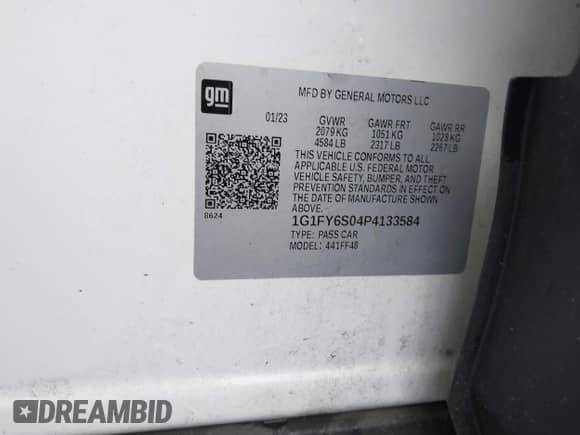 gm
MFD BY GENERAL MOTORS LLC
01/23 GVWR GAWR FRT GAWR RR
2079 KG 1051 KG 1028 KG
4584 LB 2317 LB 2267 LB
THIS VEHICLE CONFORMS TO ALL
APPLICABLE U.S. FEDERAL MOTOR
VEHICLE SAFETY, BUMPER, AND THEFT
PREVENTION STANDARDS IN EFFECT ON
THE DATE OF MANUFACTURE SHOWN
ABOVE.
8624
1G1FY6S04P4133584
TYPE: PASS CAR
MODEL: 441FF48
DREAMBID